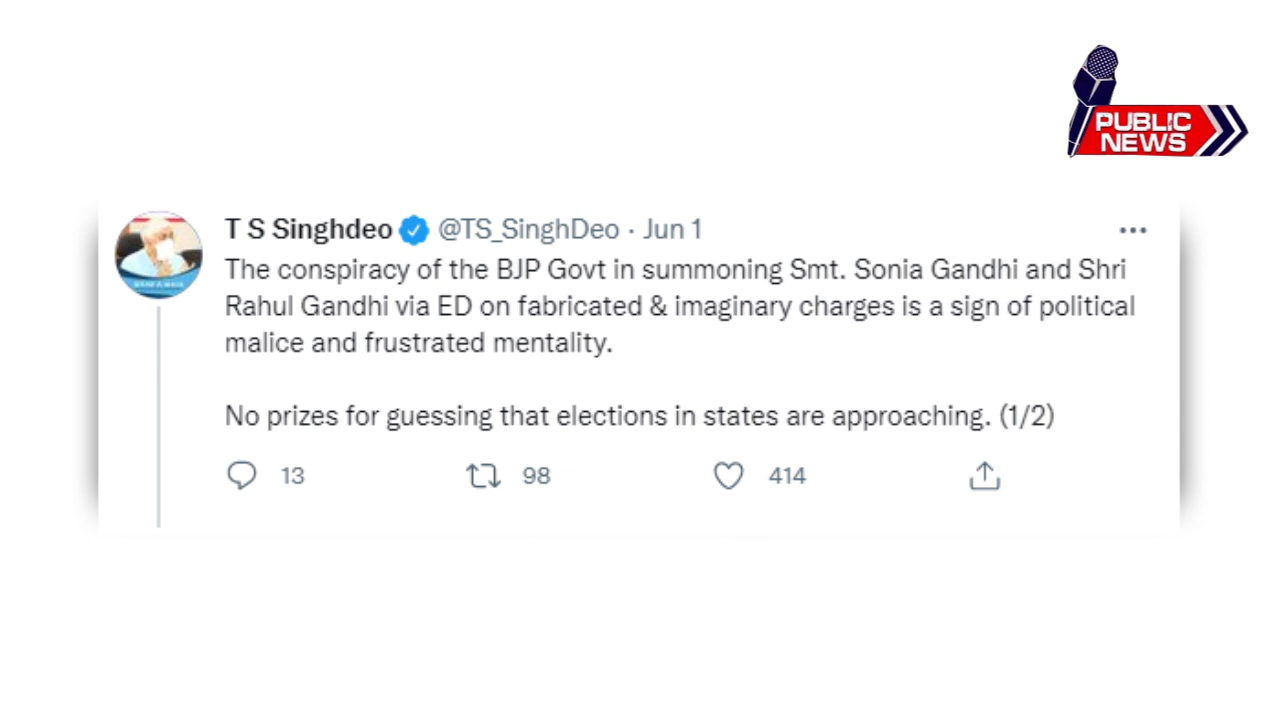 PUBLIC
NEWS
T S Singhdeo @TS_SinghDeo · Jun 1
The conspiracy of the BJP Govt in summoning Smt. Sonia Gandhi and Shri
Rahul Gandhi via ED on fabricated & imaginary charges is a sign of political
malice and frustrated mentality.
No prizes for guessing that elections in states are approaching. (1/2)
13 98 414